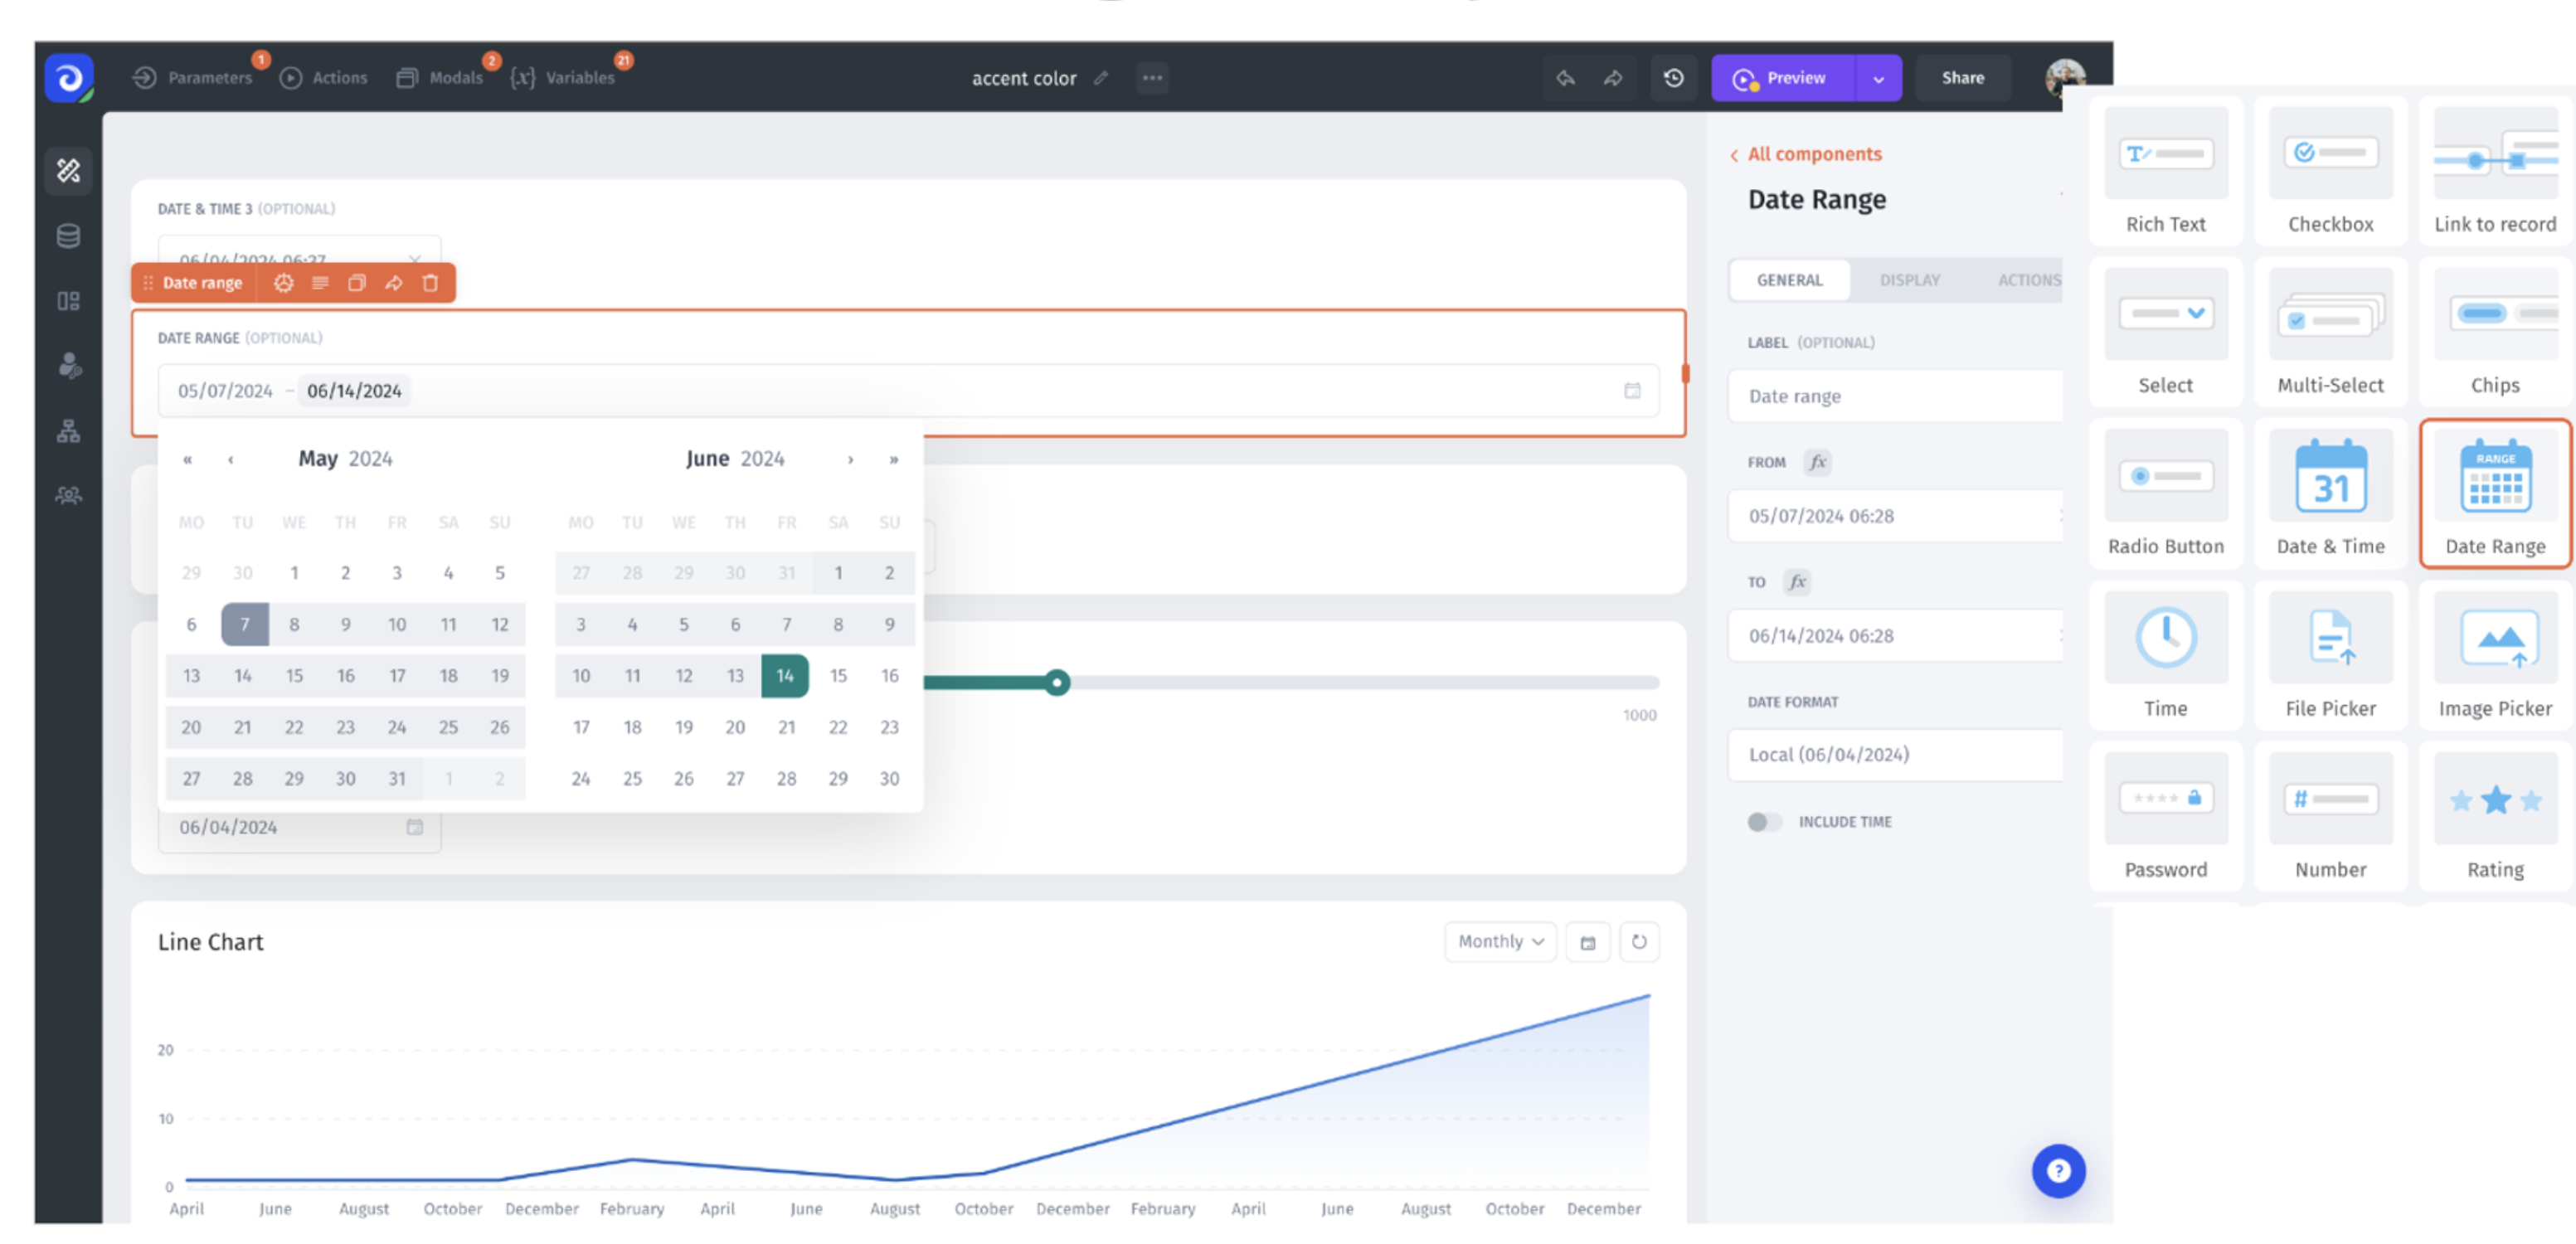 Parameters 1 Actions Modals 2 {x} Variables 21
accent color
Preview
Share
DATE & TIME 3 (OPTIONAL)
06/04/2024 06:27
Date range
DATE RANGE (OPTIONAL)
05/07/2024 – 06/14/2024
« ‹ May 2024
MO TU WE TH FR SA SU
29 30 1 2 3 4 5
6 7 8 9 10 11 12
13 14 15 16 17 18 19
20 21 22 23 24 25 26
27 28 29 30 31 1 2
June 2024 › »
MO TU WE TH FR SA SU
27 28 29 30 31 1 2
3 4 5 6 7 8 9
10 11 12 13 14 15 16
17 18 19 20 21 22 23
24 25 26 27 28 29 30
1000
06/04/2024
Line Chart
Monthly
20
10
0
April June August October December February April June August October December February April June August October December
‹ All components
Date Range
GENERAL DISPLAY ACTIONS
LABEL (OPTIONAL)
Date range
FROM fx
05/07/2024 06:28
TO fx
06/14/2024 06:28
DATE FORMAT
Local (06/04/2024)
INCLUDE TIME
?
T
Rich Text Checkbox Link to record
Select Multi-Select Chips
31 RANGE
Radio Button Date & Time Date Range
Time File Picker Image Picker
**** #
Password Number Rating